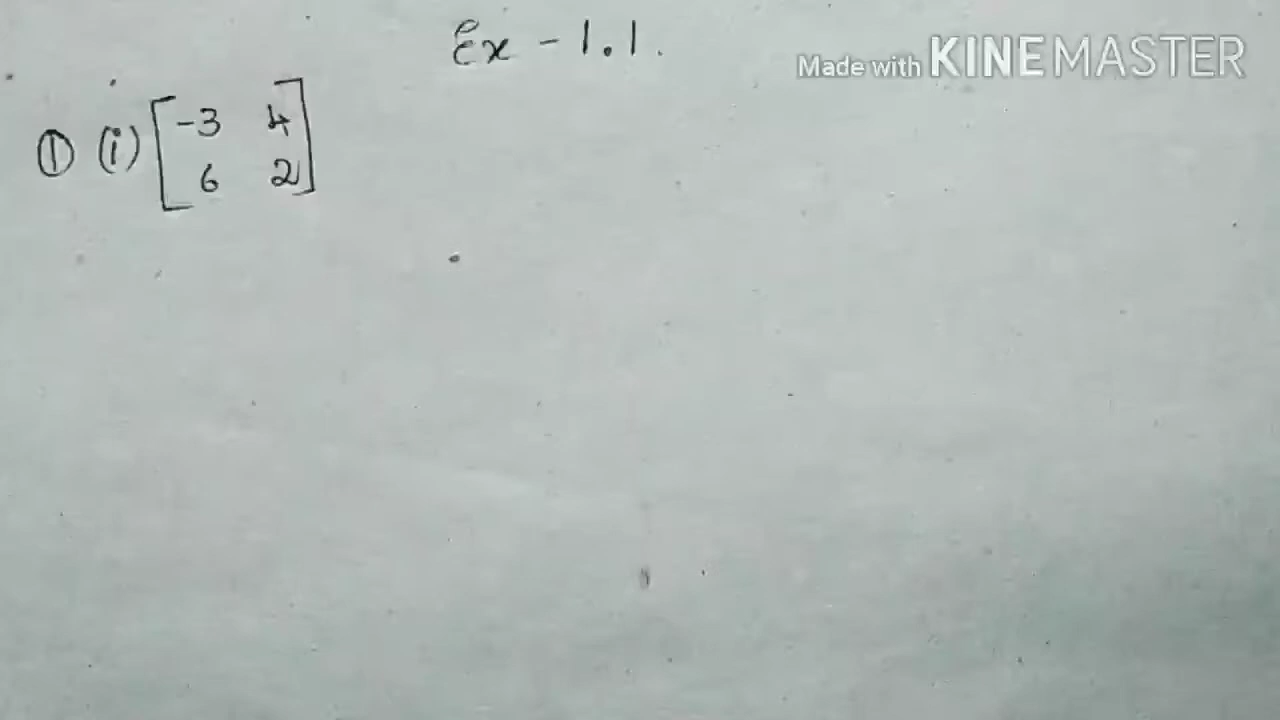 Ex - 1.1.
Made with KINEMASTER
① (i) [-3 4
6 2]